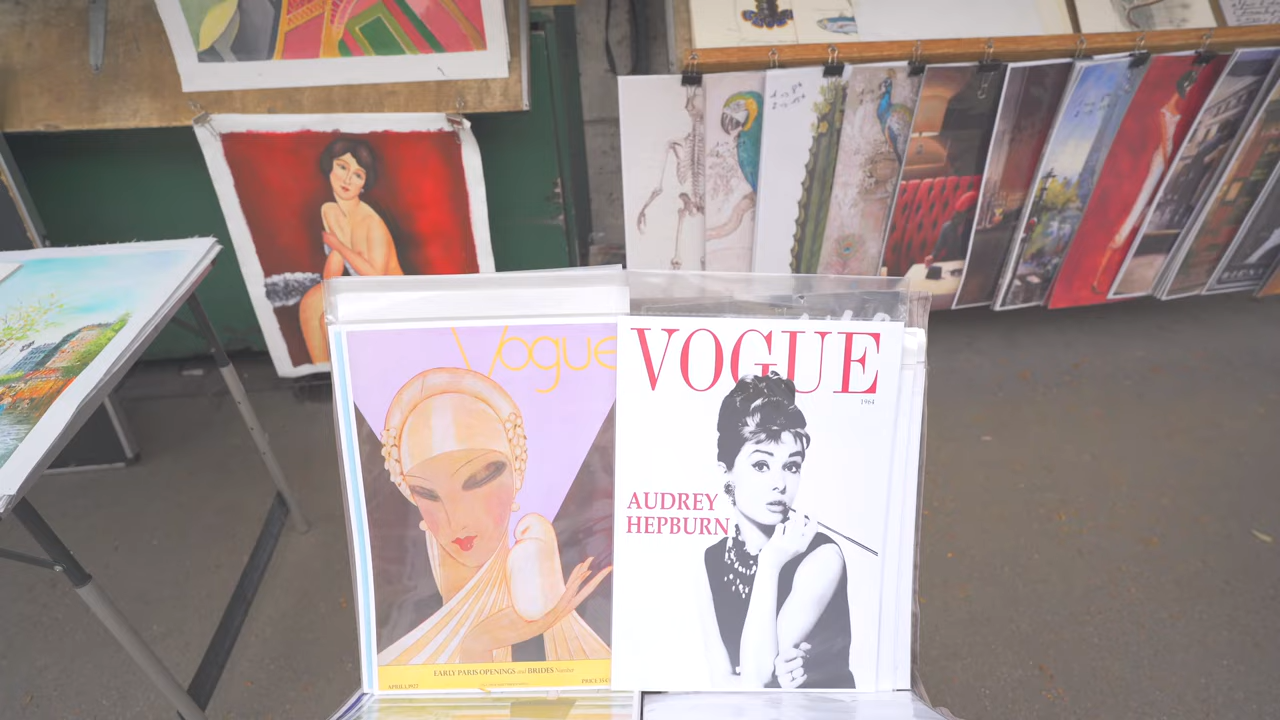 Vogue
EARLY PARIS OPENINGS and BRIDES Number
APRIL 1, 1927
VOGUE
1964
AUDREY
HEPBURN